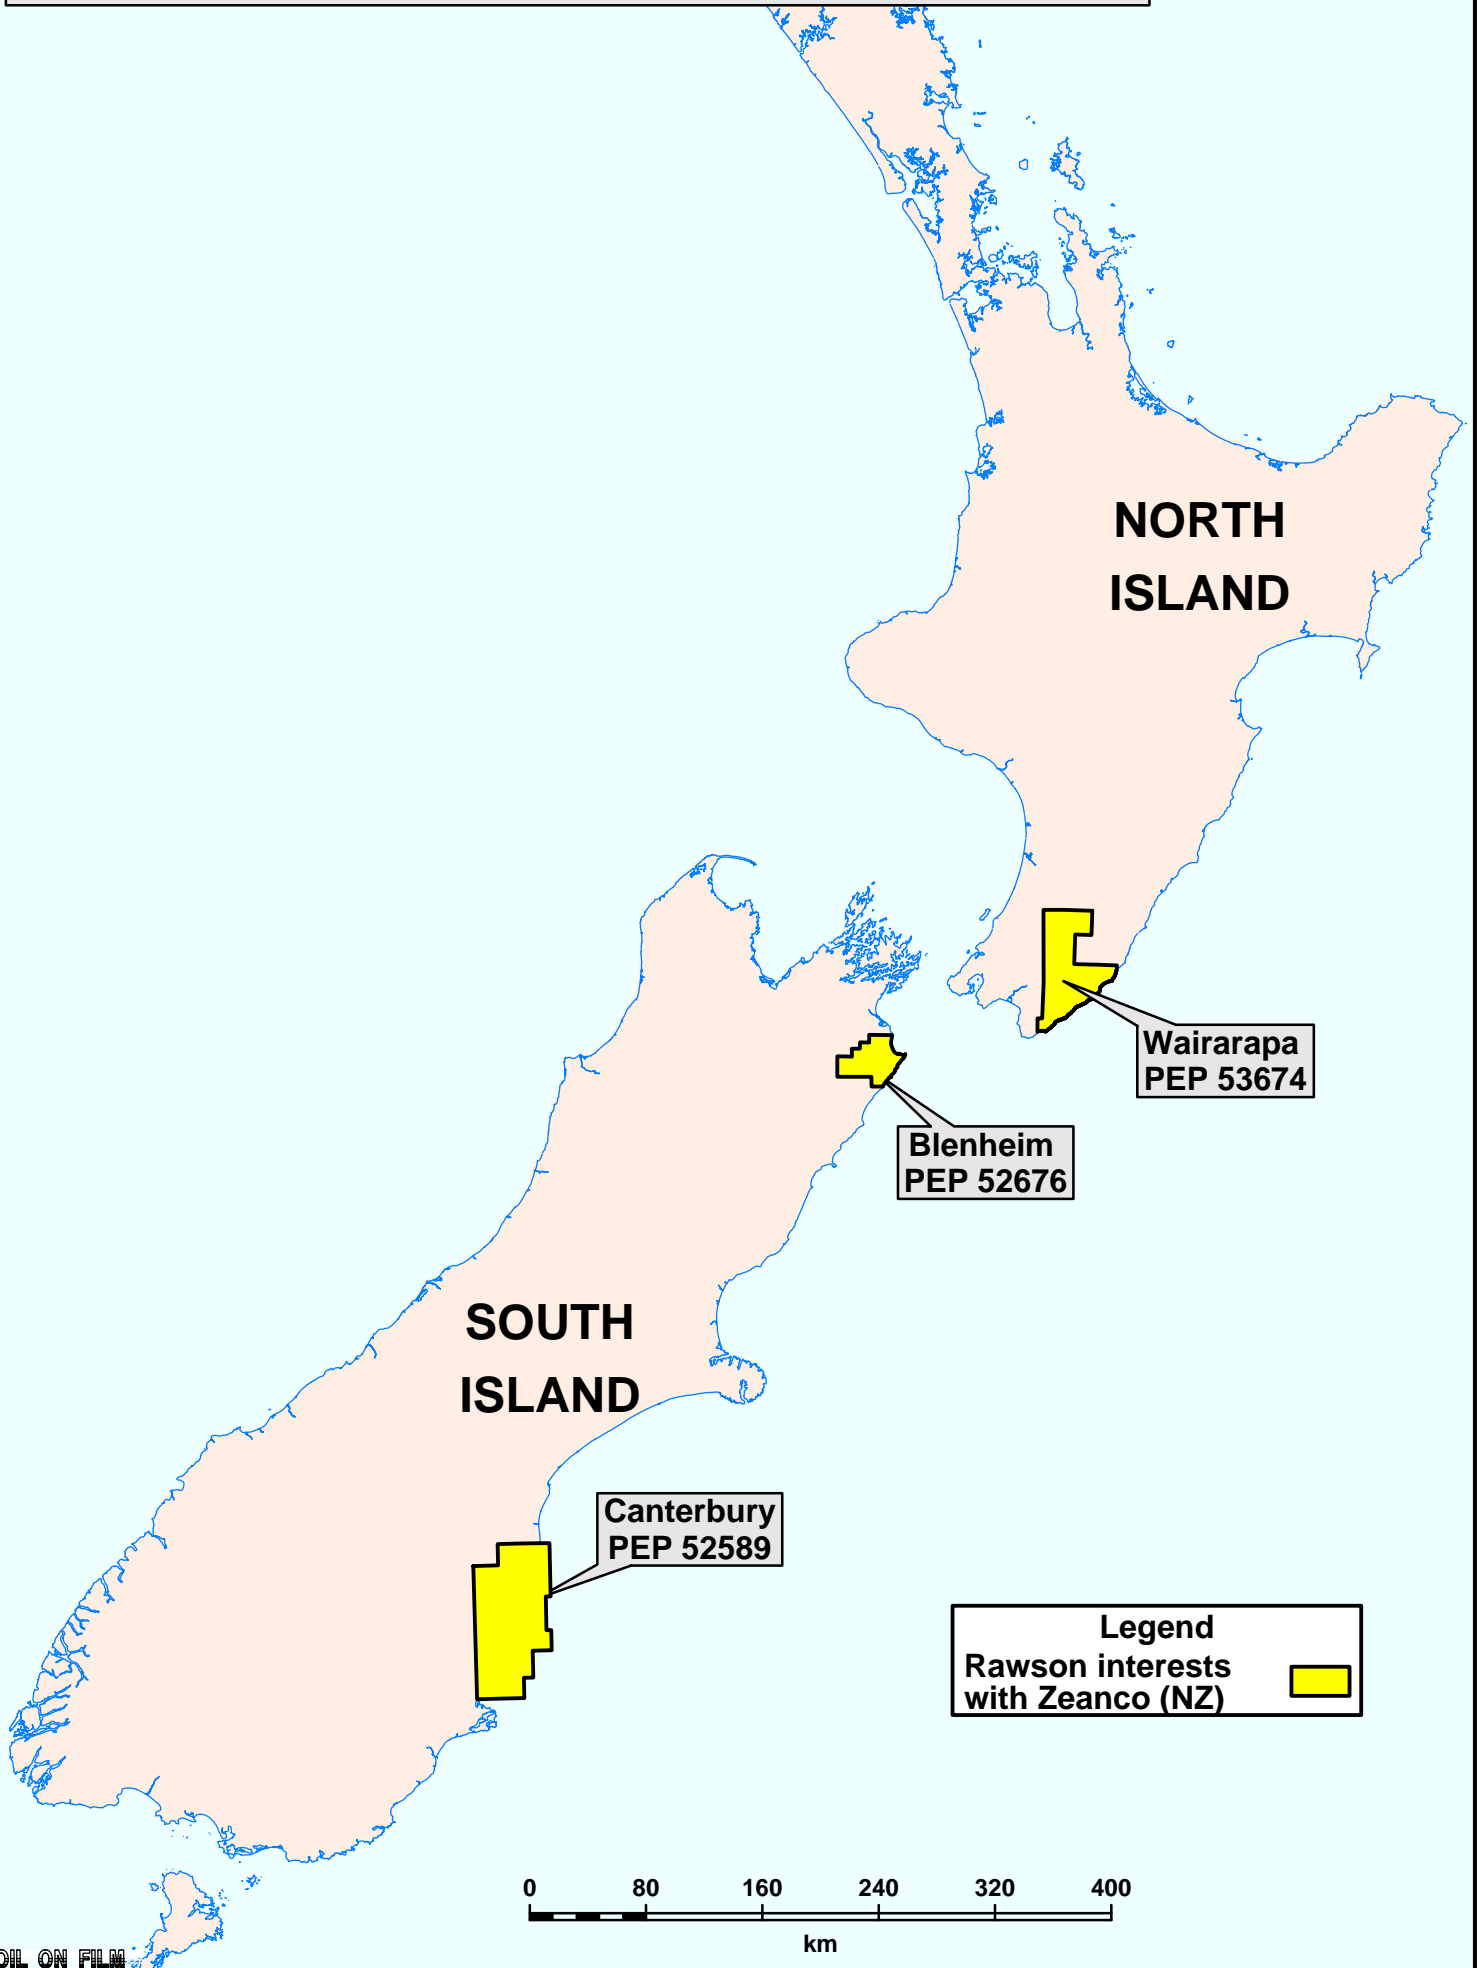 NORTH
ISLAND
Wairarapa
PEP 53674
Blenheim
PEP 52676
SOUTH
ISLAND
Canterbury
PEP 52589
Legend
Rawson interests
with Zeanco (NZ)
0 80 160 240 320 400
km
OIL ON FILM